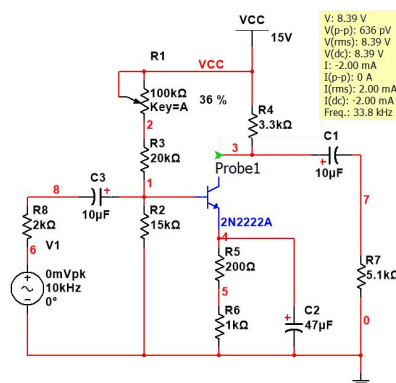 VCC
15V
V: 8.39 V
V(p-p): 636 pV
V(rms): 8.39 V
V(dc): 8.39 V
I: -2.00 mA
I(p-p): 0 A
I(rms): 2.00 mA
I(dc): -2.00 mA
Freq.: 33.8 kHz
R1
VCC
100kΩ
Key=A
36 %
2
R4
3.3kΩ
C1
3
10µF
R3
20kΩ
Probe1
C3
8
1
10µF
R8
2kΩ
6
V1
R2
15kΩ
2N2222A
4
7
0mVpk
10kHz
0°
R5
200Ω
5
R6
1kΩ
C2
47µF
R7
5.1kΩ
0